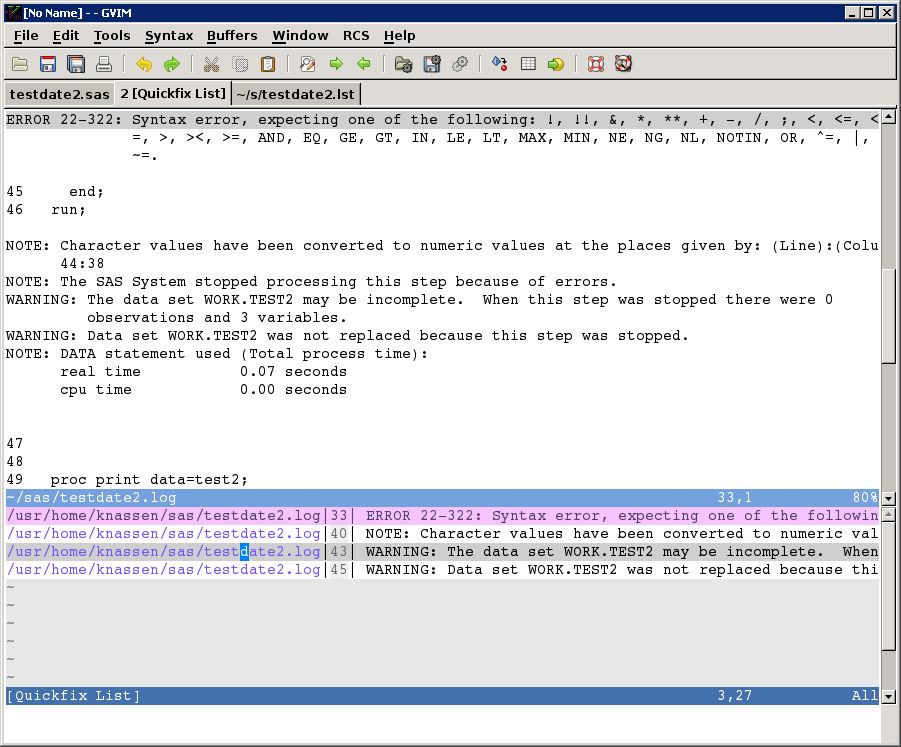 [No Name] - - GVIM
File Edit Tools Syntax Buffers Window RCS Help
testdate2.sas 2 [Quickfix List] ~/s/testdate2.lst
ERROR 22-322: Syntax error, expecting one of the following: !, !!, &, *, **, +, -, /, ;, <, <=, <
=, >, ><, >=, AND, EQ, GE, GT, IN, LE, LT, MAX, MIN, NE, NG, NL, NOTIN, OR, ^=, |,
~=.
45     end;
46   run;
NOTE: Character values have been converted to numeric values at the places given by: (Line):(Colu
44:38
NOTE: The SAS System stopped processing this step because of errors.
WARNING: The data set WORK.TEST2 may be incomplete.  When this step was stopped there were 0
observations and 3 variables.
WARNING: Data set WORK.TEST2 was not replaced because this step was stopped.
NOTE: DATA statement used (Total process time):
real time           0.07 seconds
cpu time            0.00 seconds
47
48
49   proc print data=test2;
~/sas/testdate2.log 33,1 80%
/usr/home/knassen/sas/testdate2.log|33| ERROR 22-322: Syntax error, expecting one of the followin
/usr/home/knassen/sas/testdate2.log|40| NOTE: Character values have been converted to numeric val
/usr/home/knassen/sas/testdate2.log|43| WARNING: The data set WORK.TEST2 may be incomplete.  When
/usr/home/knassen/sas/testdate2.log|45| WARNING: Data set WORK.TEST2 was not replaced because thi
~
~
~
~
~
~
[Quickfix List] 3,27 All